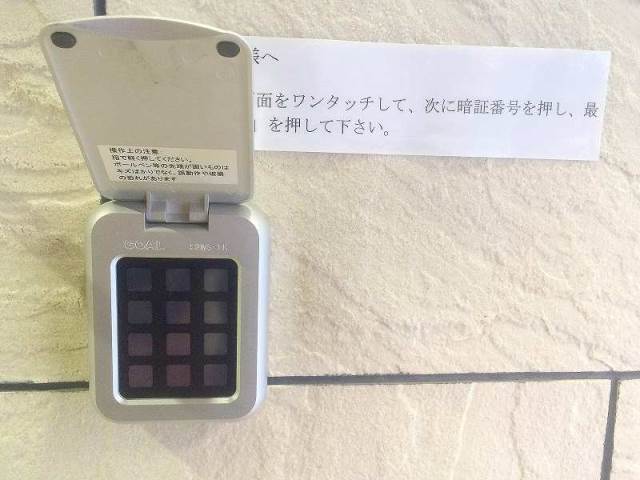 様へ
面をワンタッチして、次に暗証番号を押し、最
」を押して下さい。
操作上の注意
指で軽く押してください。
ボールペン等の先端が固いものは
キズばかりでなく、誤動作や破損
の恐れがあります
GOAL